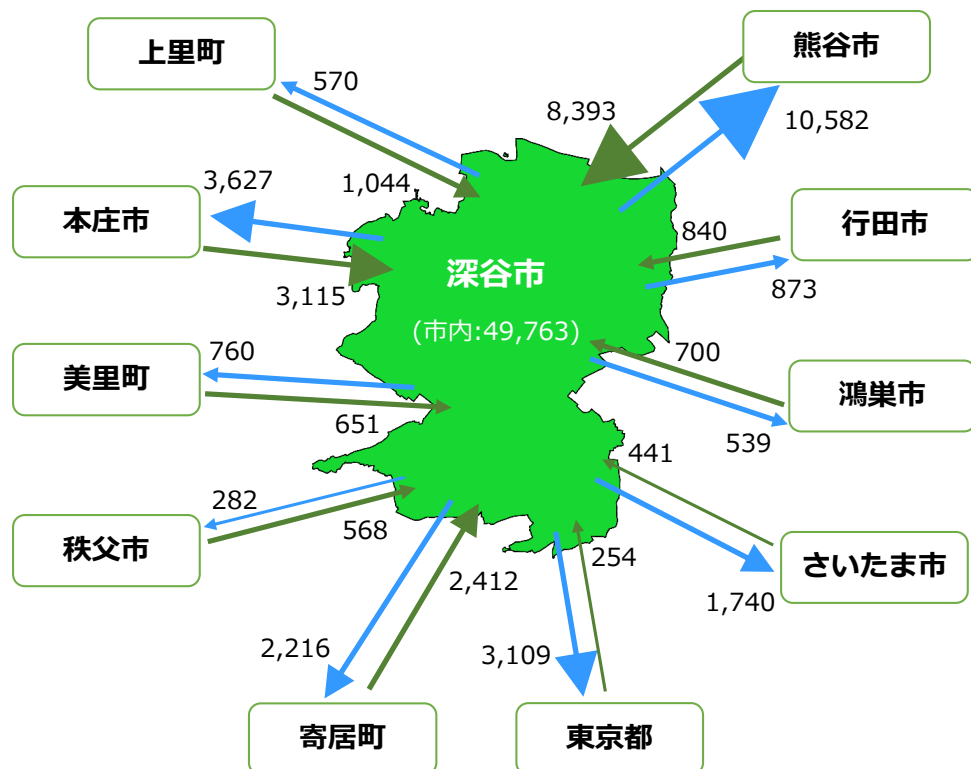 上里町
熊谷市
570
8,393
10,582
3,627
1,044
本庄市
行田市
840
深谷市
873
3,115
(市内:49,763)
760
700
美里町
鴻巣市
651
539
441
282
568
秩父市
254
さいたま市
2,412
1,740
2,216
3,109
寄居町
東京都